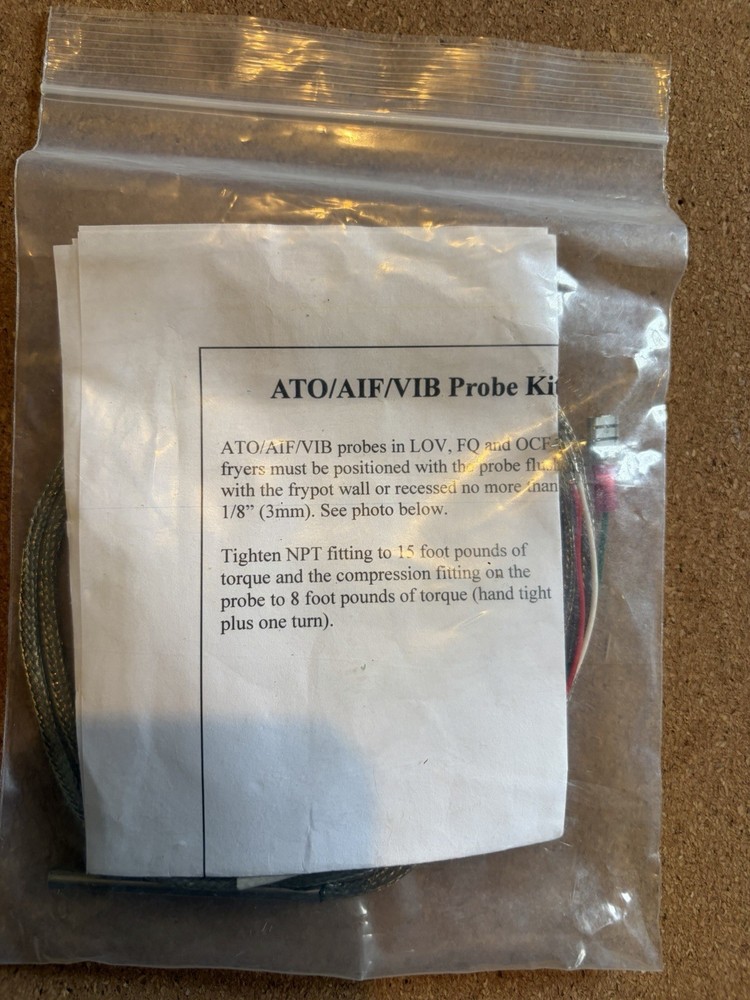 ATO/AIF/VIB Probe Kit
ATO/AIF/VIB probes in LOV, FQ and OCF
fryers must be positioned with the probe
with the frypot wall or recessed no more than
1/8” (3mm). See photo below.
Tighten NPT fitting to 15 foot pounds of
torque and the compression fitting on the
probe to 8 foot pounds of torque (hand tight
plus one turn).